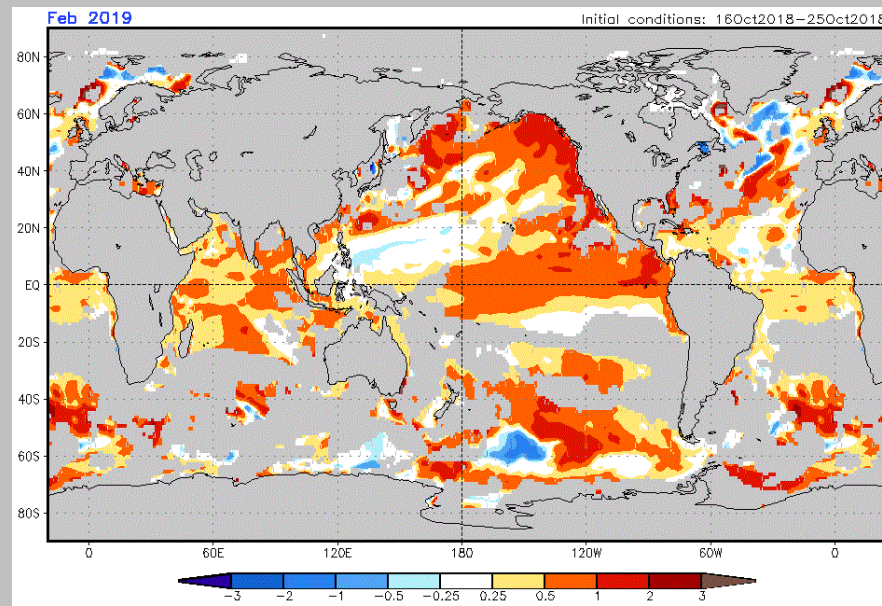 Feb 2019
Initial conditions: 16Oct2018-25Oct2018
80N
60N
40N
20N
EQ
20S
40S
60S
80S
0 60E 120E 180 120W 60W 0
-3 -2 -1 -0.5 -0.25 0.25 0.5 1 2 3